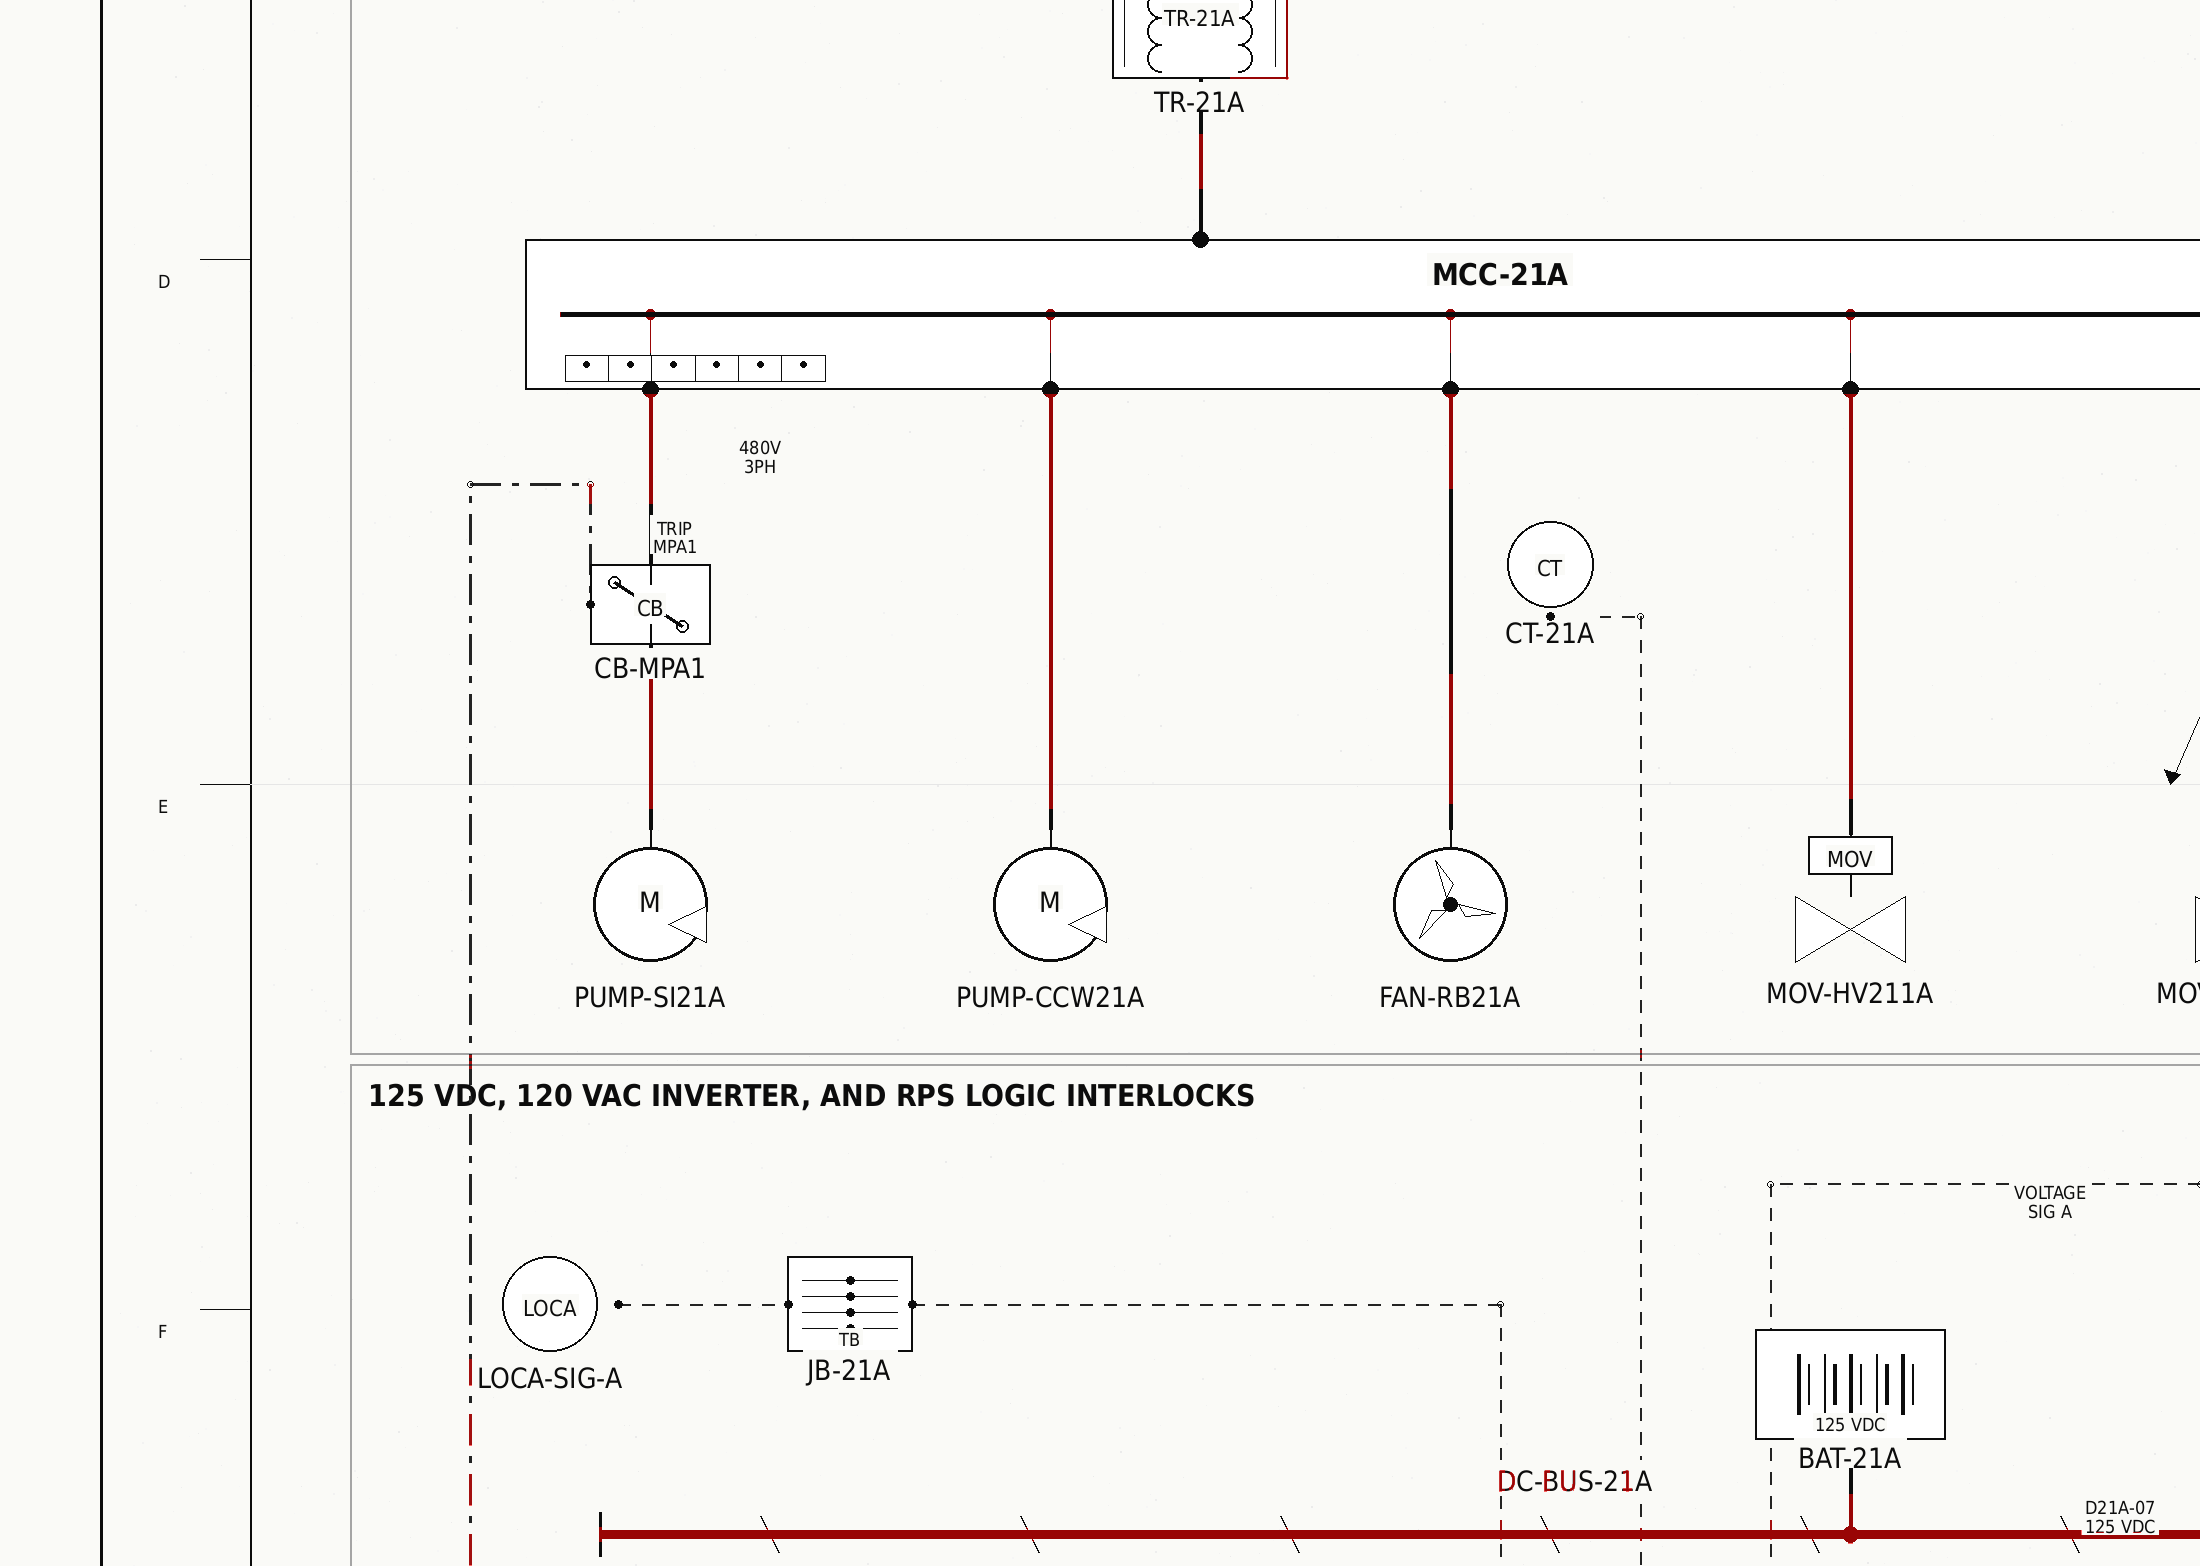 TR-21A
TR-21A
D
MCC-21A
480V
3PH
TRIP
MPA1
CT
CB
CT-21A
CB-MPA1
E
MOV
M
M
PUMP-SI21A
PUMP-CCW21A
FAN-RB21A
MOV-HV211A
125 VDC, 120 VAC INVERTER, AND RPS LOGIC INTERLOCKS
VOLTAGE
SIG A
LOCA
F
TB
LOCA-SIG-A
JB-21A
125 VDC
BAT-21A
DC-BUS-21A
D21A-07
125 VDC